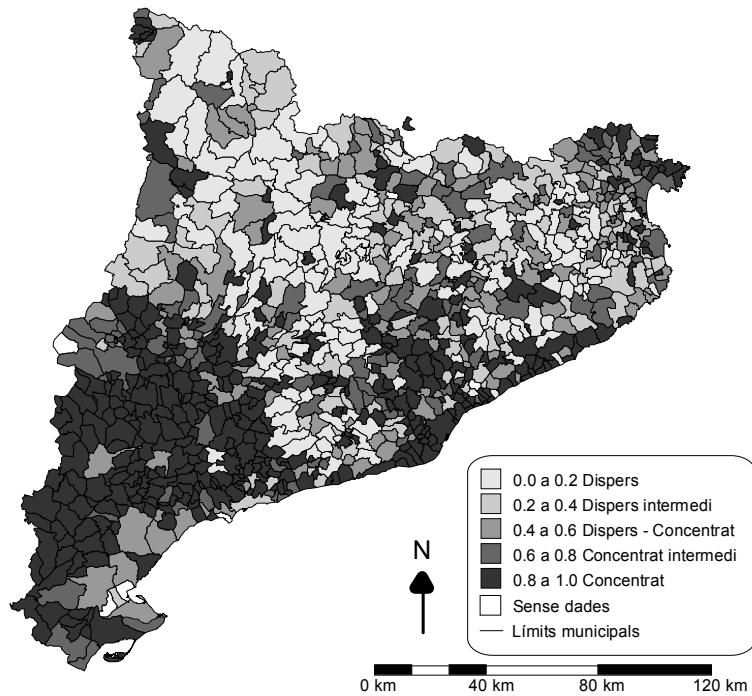 0.0 a 0.2 Dispers
0.2 a 0.4 Dispers intermedi
0.4 a 0.6 Dispers - Concentrat
0.6 a 0.8 Concentrat intermedi
0.8 a 1.0 Concentrat
Sense dades
Límits municipals
N
0 km 40 km 80 km 120 km